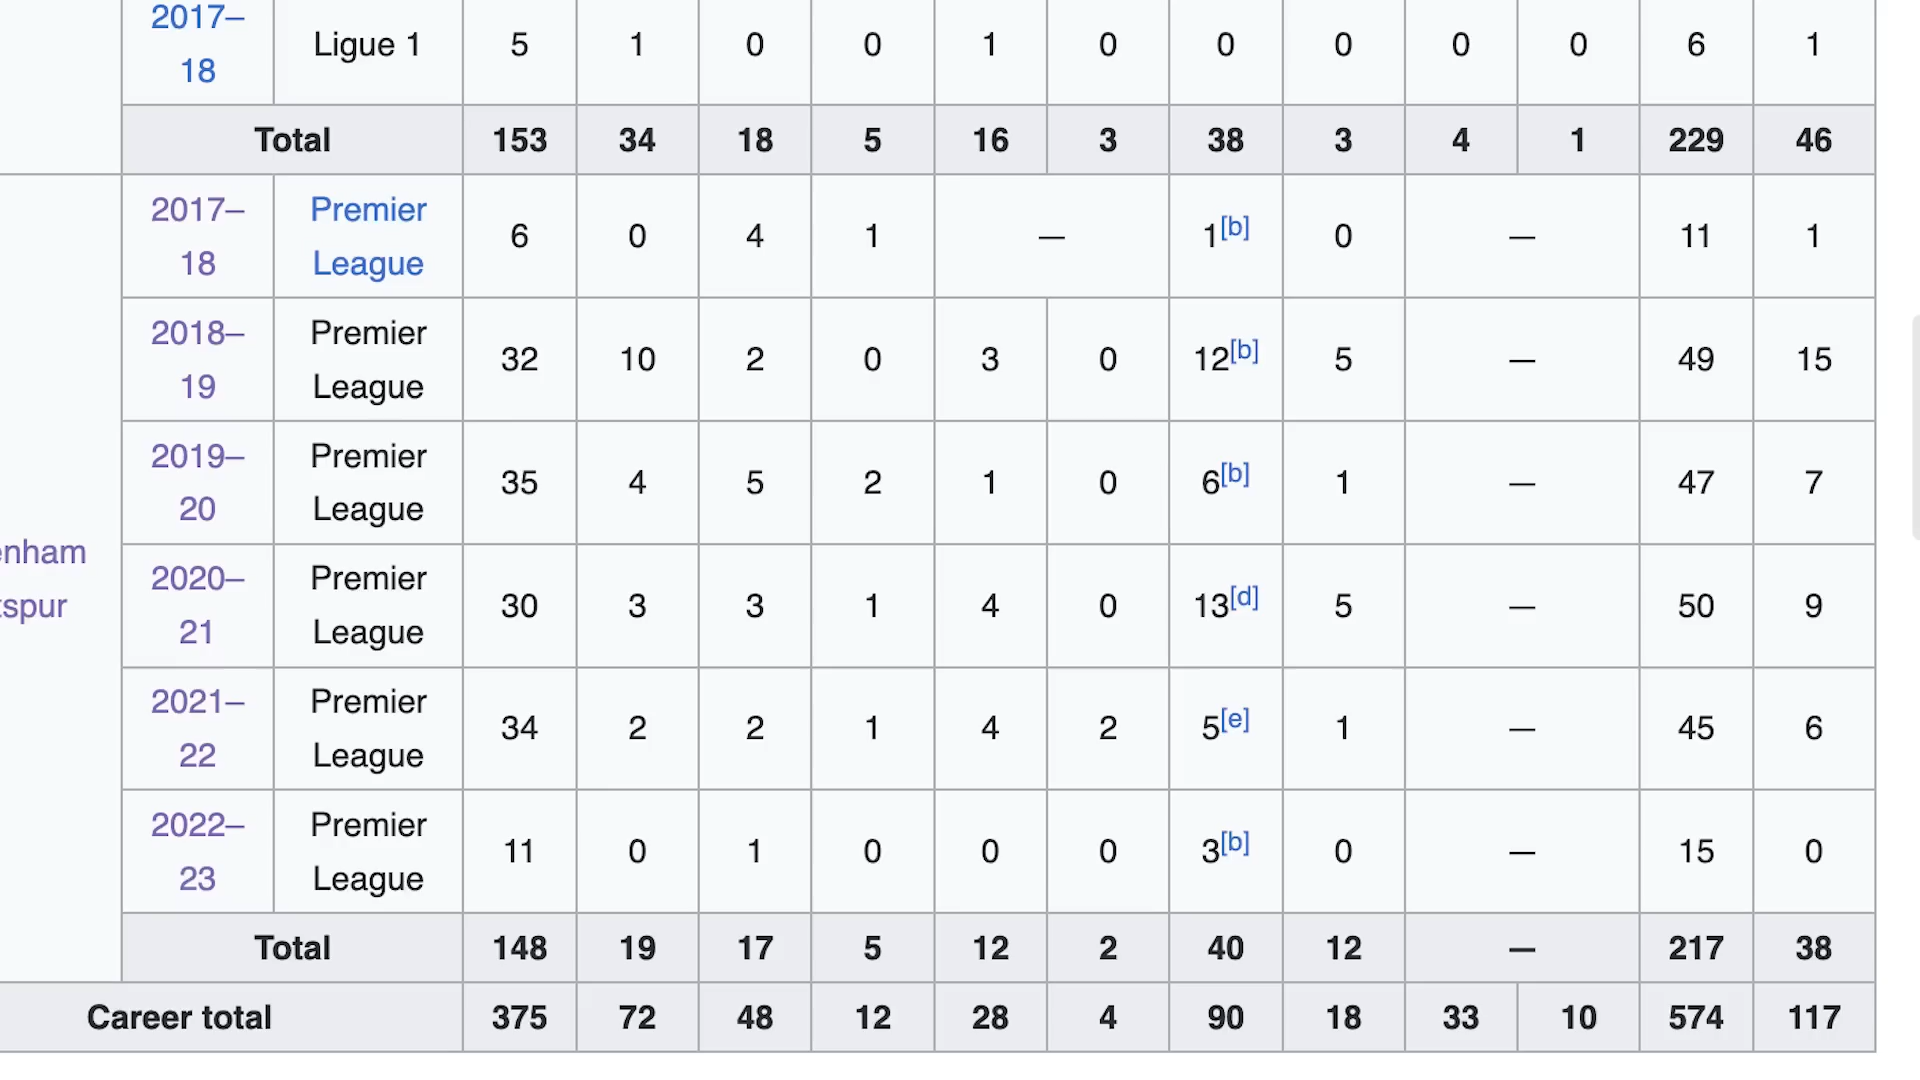 2017– Ligue 1 5 1 0 0 1 0 0 0 0 0 6 1
18
Total 153 34 18 5 16 3 38 3 4 1 229 46
2017– Premier 6 0 4 1 — 1[b] 0 — 11 1
18 League
2018– Premier 32 10 2 0 3 0 12[b] 5 — 49 15
19 League
2019– Premier 35 4 5 2 1 0 6[b] 1 — 47 7
20 League
enham
tspur
2020– Premier 30 3 3 1 4 0 13[d] 5 — 50 9
21 League
2021– Premier 34 2 2 1 4 2 5[e] 1 — 45 6
22 League
2022– Premier 11 0 1 0 0 0 3[b] 0 — 15 0
23 League
Total 148 19 17 5 12 2 40 12 — 217 38
Career total 375 72 48 12 28 4 90 18 33 10 574 117